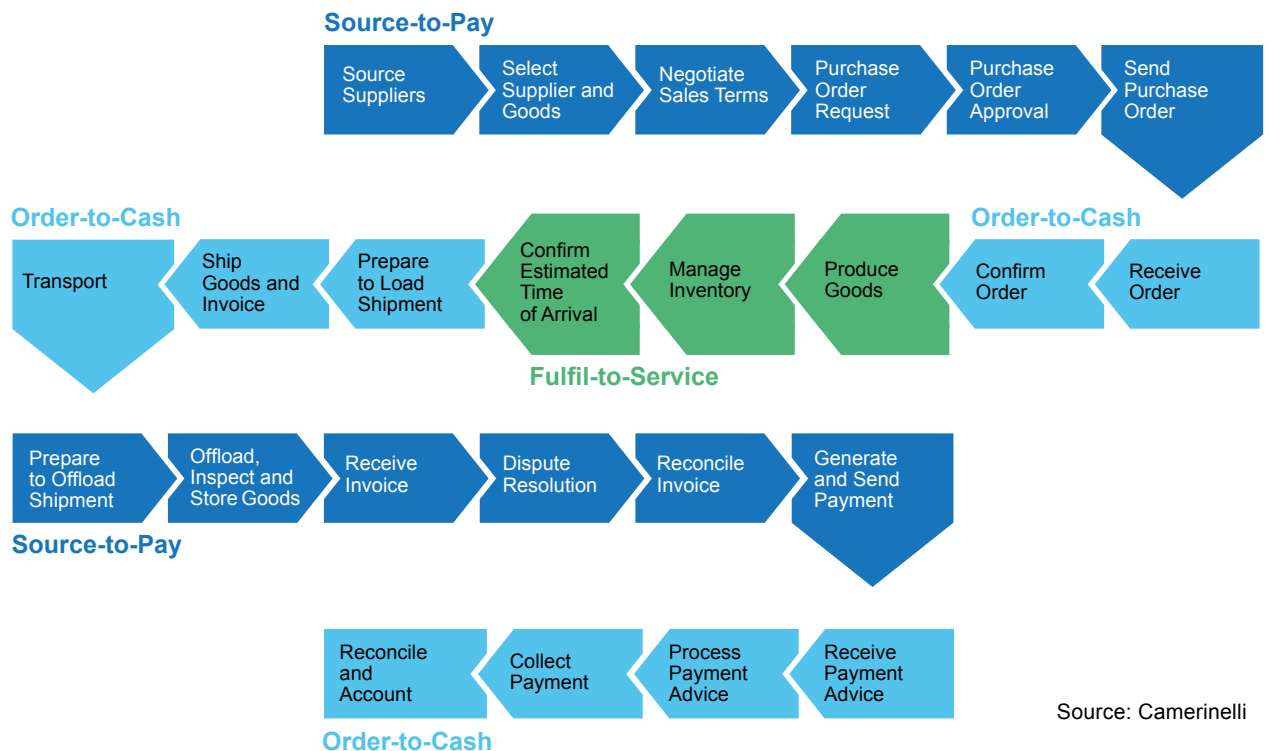 Source-to-Pay
Source
Suppliers
Select
Supplier and
Goods
Negotiate
Sales Terms
Purchase
Order
Request
Purchase
Order
Approval
Send
Purchase
Order
Order-to-Cash
Order-to-Cash
Transport
Ship
Goods and
Invoice
Prepare
to Load
Shipment
Confirm
Estimated
Time
of Arrival
Manage
Inventory
Produce
Goods
Confirm
Order
Receive
Order
Fulfil-to-Service
Prepare
to Offload
Shipment
Offload,
Inspect and
Store Goods
Receive
Invoice
Dispute
Resolution
Reconcile
Invoice
Generate
and Send
Payment
Source-to-Pay
Reconcile
and
Account
Collect
Payment
Process
Payment
Advice
Receive
Payment
Advice
Source: Camerinelli
Order-to-Cash